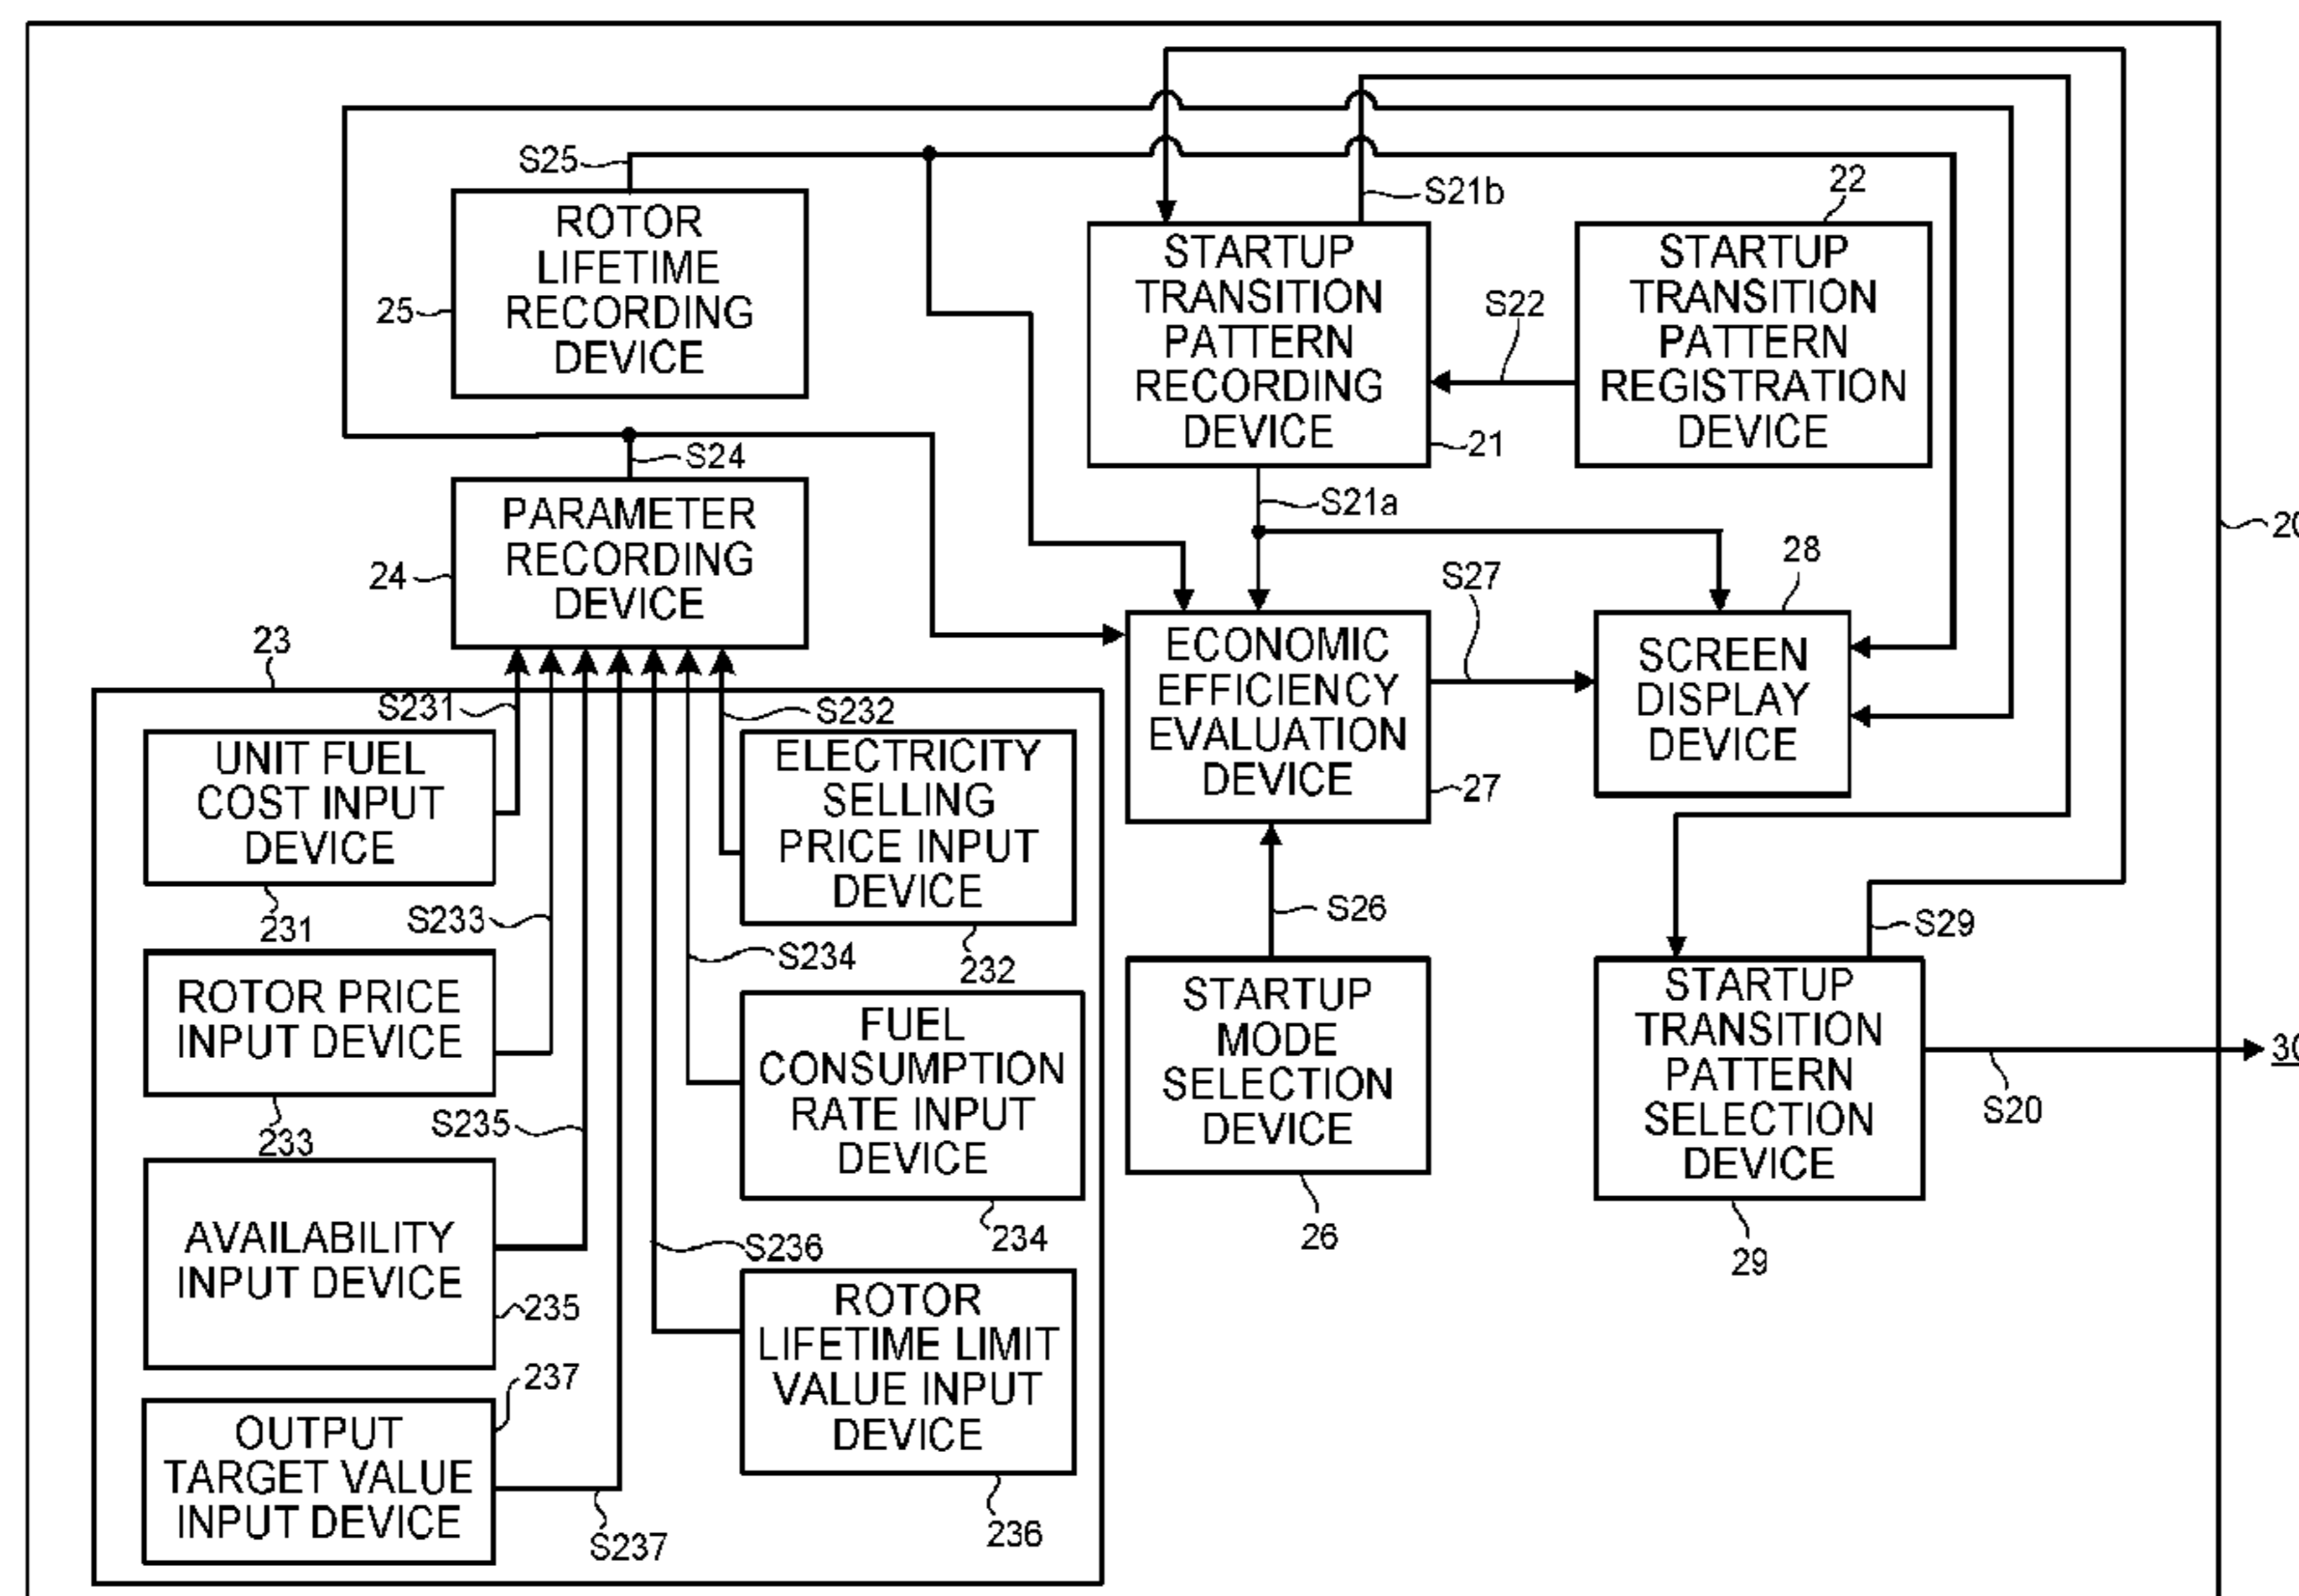 S25
ROTOR
LIFETIME
RECORDING
DEVICE
25
S21b
STARTUP
TRANSITION
PATTERN
RECORDING
DEVICE
21
S22
22
STARTUP
TRANSITION
PATTERN
REGISTRATION
DEVICE
S24
PARAMETER
RECORDING
DEVICE
24
S21a
S27
28
ECONOMIC
EFFICIENCY
EVALUATION
DEVICE
27
SCREEN
DISPLAY
DEVICE
23
S231
S232
UNIT FUEL
COST INPUT
DEVICE
231
ELECTRICITY
SELLING
PRICE INPUT
DEVICE
232
S233
S234
ROTOR PRICE
INPUT DEVICE
233
FUEL
CONSUMPTION
RATE INPUT
DEVICE
234
S235
S236
AVAILABILITY
INPUT DEVICE
235
ROTOR
LIFETIME LIMIT
VALUE INPUT
DEVICE
236
237
OUTPUT
TARGET VALUE
INPUT DEVICE
S237
S26
STARTUP
MODE
SELECTION
DEVICE
26
S29
STARTUP
TRANSITION
PATTERN
SELECTION
DEVICE
29
S20